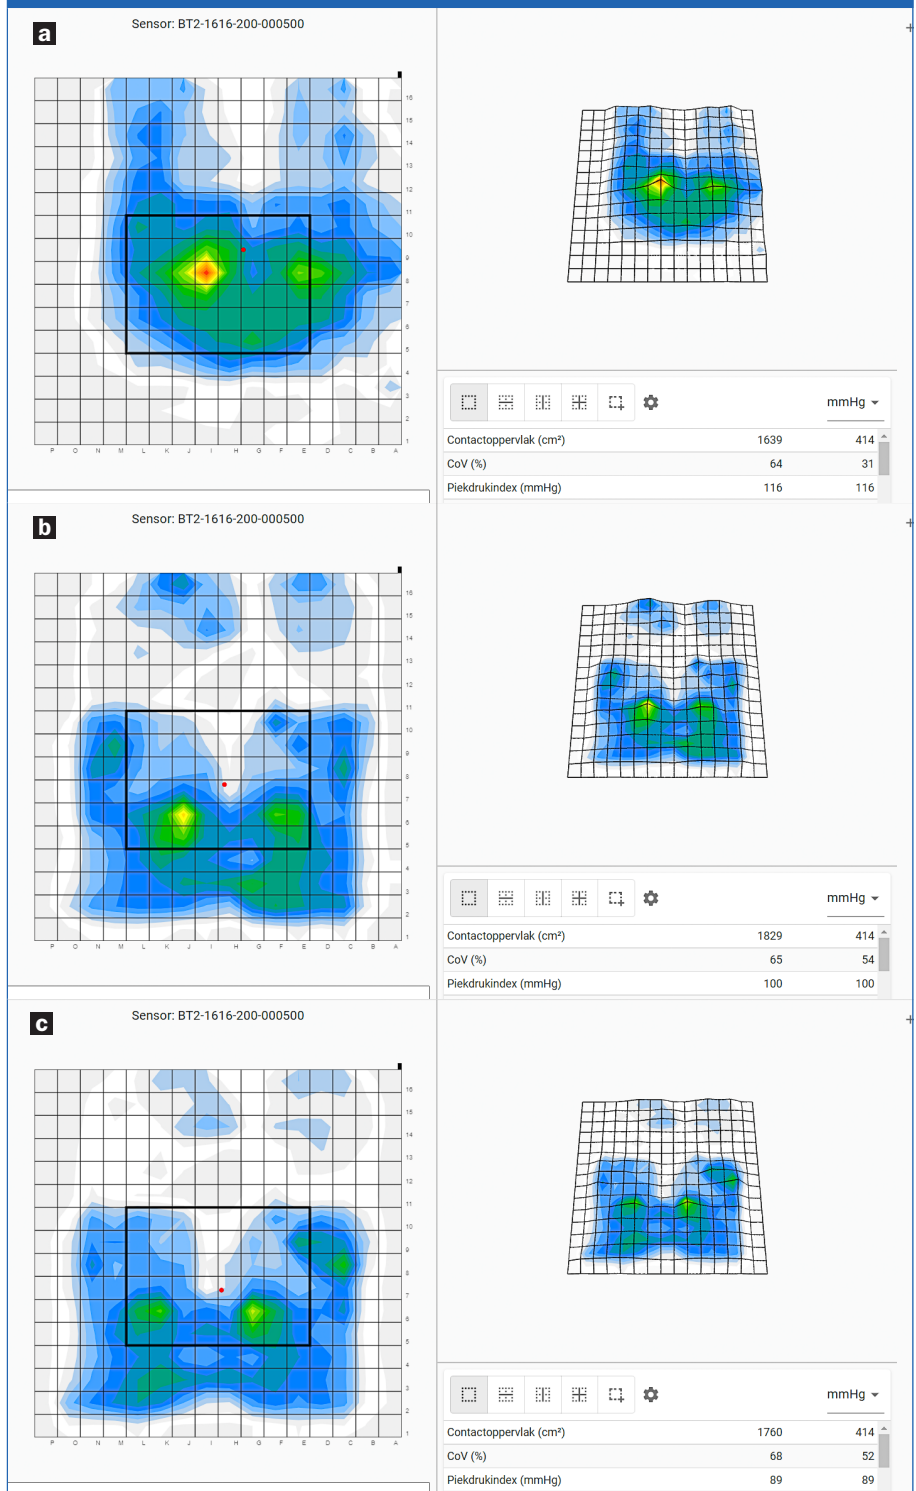 a
Sensor: BT2-1616-200-000500
+
16
15
14
13
12
11
10
9
8
7
6
5
4
3
2
1
P O N M L K J I H G F E D C B A
mmHg
Contactoppervlak (cm²) 1639 414
CoV (%) 64 31
Piekdrukindex (mmHg) 116 116
b
Sensor: BT2-1616-200-000500
+
16
15
14
13
12
11
10
9
8
7
6
5
4
3
2
1
P O N M L K J I H G F E D C B A
mmHg
Contactoppervlak (cm²) 1829 414
CoV (%) 65 54
Piekdrukindex (mmHg) 100 100
c
Sensor: BT2-1616-200-000500
+
16
15
14
13
12
11
10
9
8
7
6
5
4
3
2
1
P O N M L K J I H G F E D C B A
mmHg
Contactoppervlak (cm²) 1760 414
CoV (%) 68 52
Piekdrukindex (mmHg) 89 89